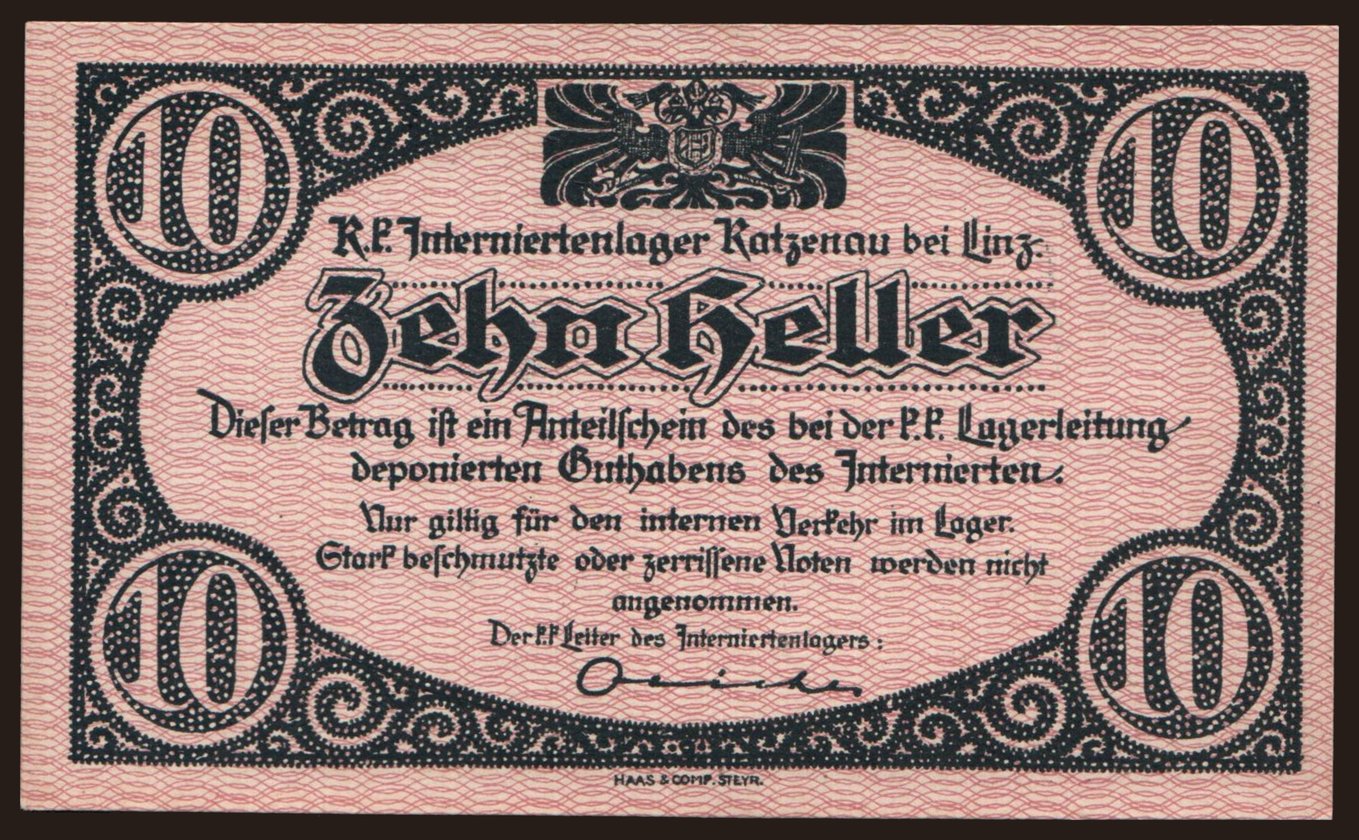 10 10
K.k. Interniertenlager Katzenau bei Linz.
Zehn Heller
Dieser Betrag ist ein Anteilschein des bei der k.k. Lagerleitung
deponierten Guthabens des Internierten.
Nur giltig für den internen Verkehr im Lager.
Stark beschmutzte oder zerrissene Noten werden nicht
angenommen.
Der k.k Leiter des Interniertenlagers:
10 10
HAAS & COMP. STEYR.